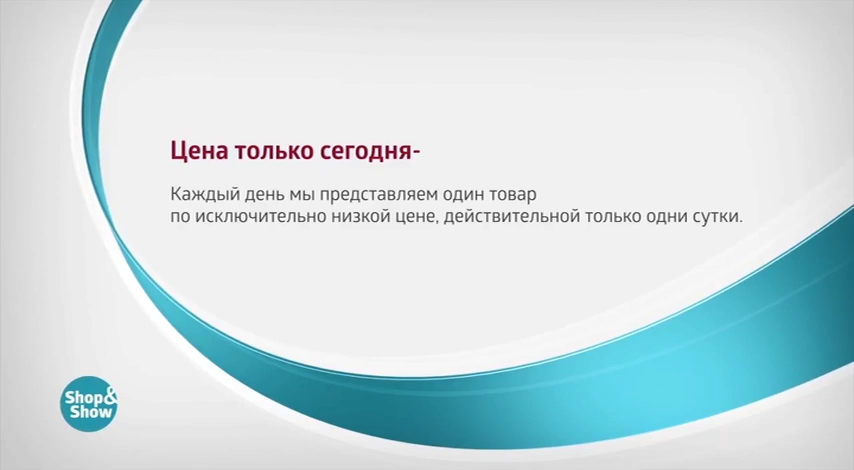 Цена только сегодня-
Каждый день мы представляем один товар
по исключительно низкой цене, действительной только одни сутки.
Shop&
Show